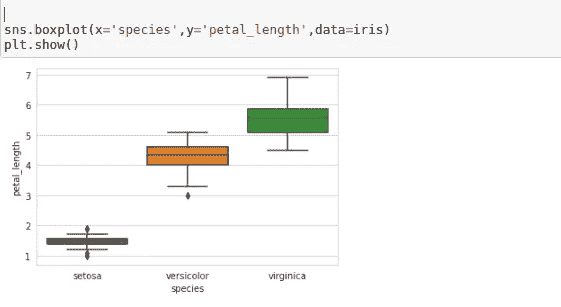 sns.boxplot(x='species',y='petal_length',data=iris)
plt.show()
7
6
5
4
3
2
1
petal_length
setosa versicolor virginica
species